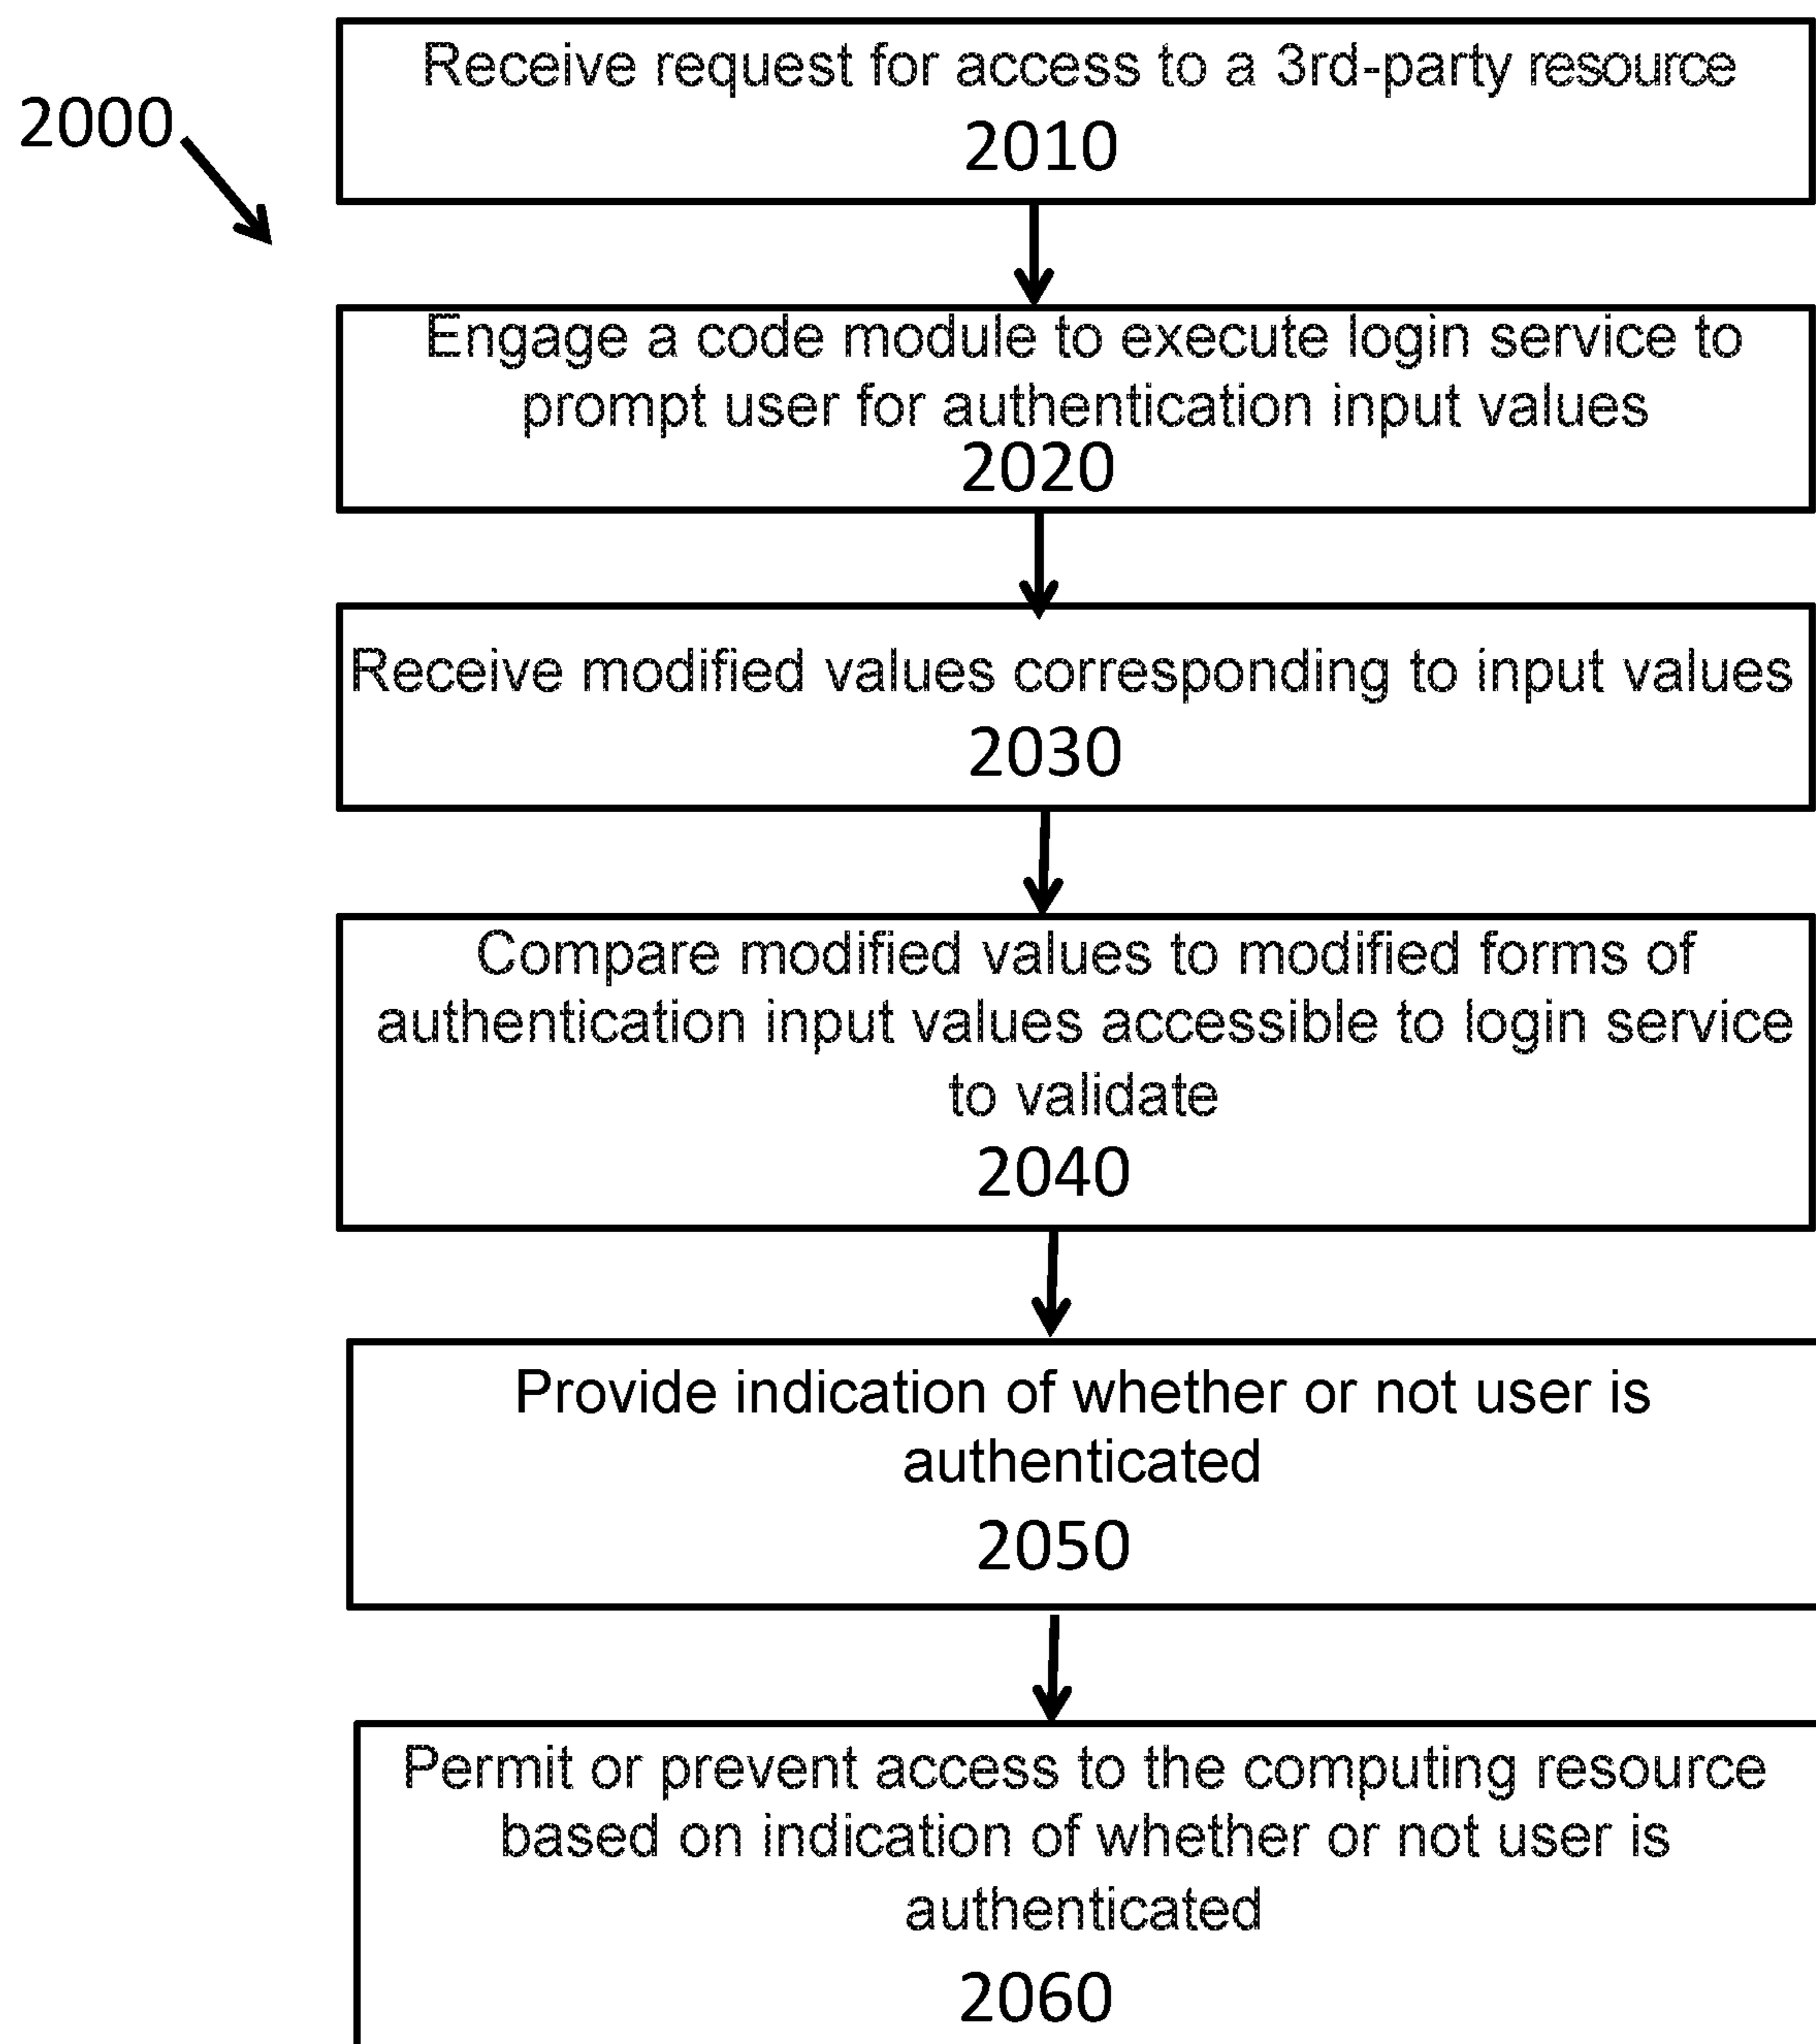 Receive request for access to a 3rd-party resource
2010
2000
Engage a code module to execute login service to
prompt user for authentication input values
2020
Receive modified values corresponding to input values
2030
Compare modified values to modified forms of
authentication input values accessible to login service
to validate
2040
Provide indication of whether or not user is
authenticated
2050
Permit or prevent access to the computing resource
based on indication of whether or not user is
authenticated
2060